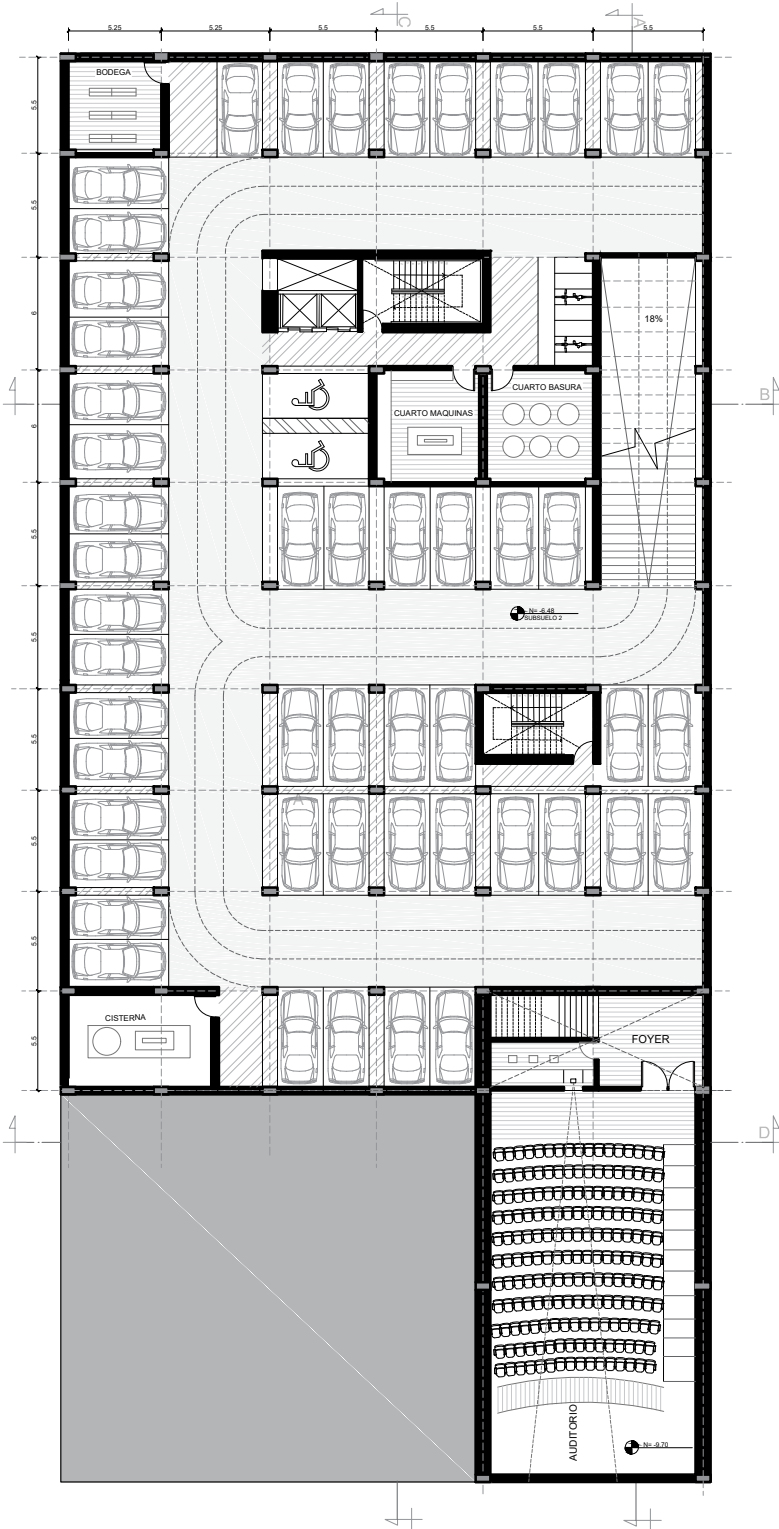 C
A
5.25
5.25
5.5
5.5
5.5
5.5
BODEGA
5.5
5.5
6
18%
B
6
CUARTO MAQUINAS
CUARTO BASURA
5.5
N= -6.48
SUBSUELO 2
5.5
5.5
A
5.5
5.5
CISTERNA
5.5
FOYER
D
AUDITORIO
N= -9.70